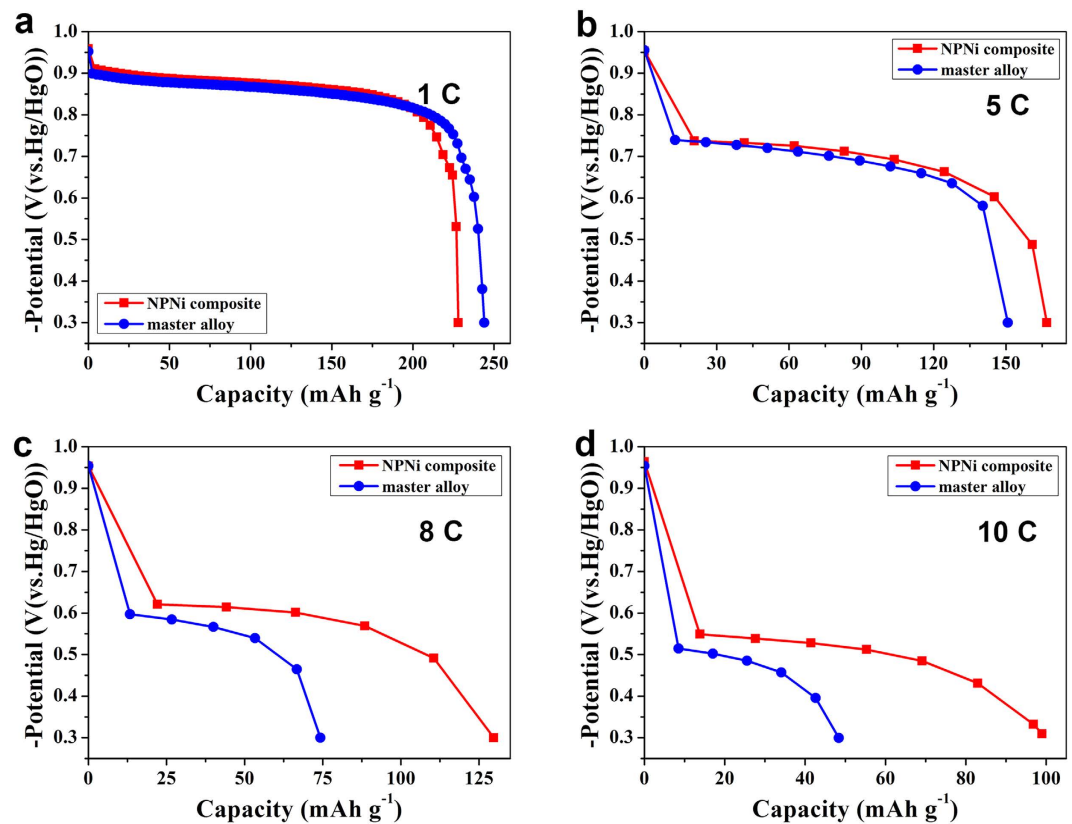 a
-Potential (V(vs.Hg/HgO))
1.0
0.9
0.8
0.7
0.6
0.5
0.4
0.3
1 C
NPNi composite
master alloy
0 50 100 150 200 250
Capacity (mAh g⁻¹)
b
-Potential (V(vs.Hg/HgO))
1.0
0.9
0.8
0.7
0.6
0.5
0.4
0.3
NPNi composite
master alloy
5 C
0 30 60 90 120 150
Capacity (mAh g⁻¹)
c
-Potential (V(vs.Hg/HgO))
1.0
0.9
0.8
0.7
0.6
0.5
0.4
0.3
NPNi composite
master alloy
8 C
0 25 50 75 100 125
Capacity (mAh g⁻¹)
d
-Potential (V(vs.Hg/HgO))
1.0
0.9
0.8
0.7
0.6
0.5
0.4
0.3
NPNi composite
master alloy
10 C
0 20 40 60 80 100
Capacity (mAh g⁻¹)